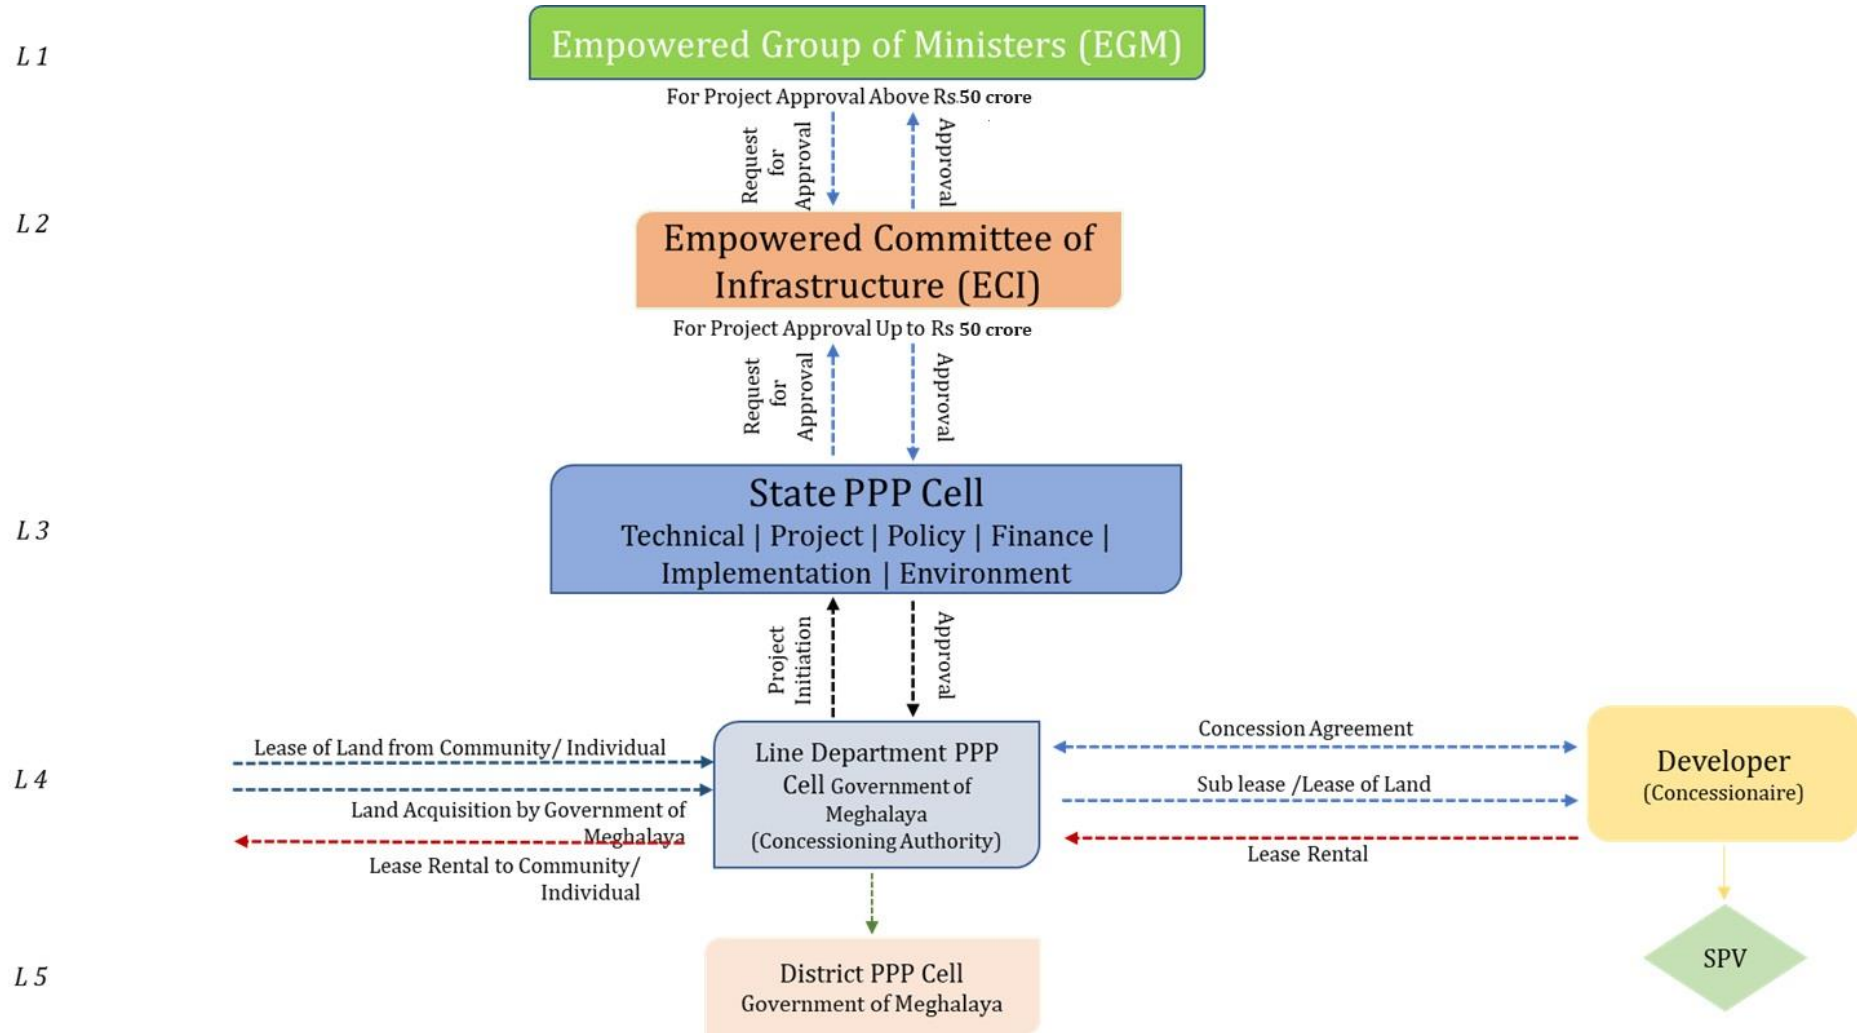 L 1
Empowered Group of Ministers (EGM)
For Project Approval Above Rs.50 crore
Request
for
Approval
Approval
L 2
Empowered Committee of
Infrastructure (ECI)
For Project Approval Up to Rs 50 crore
Request
for
Approval
Approval
L 3
State PPP Cell
Technical | Project | Policy | Finance |
Implementation | Environment
Project
Initiation
Approval
L 4
Lease of Land from Community/ Individual
Land Acquisition by Government of
Meghalaya
Lease Rental to Community/
Individual
Line Department PPP
Cell Government of
Meghalaya
(Concessioning Authority)
Concession Agreement
Sub lease /Lease of Land
Lease Rental
Developer
(Concessionaire)
L 5
District PPP Cell
Government of Meghalaya
SPV